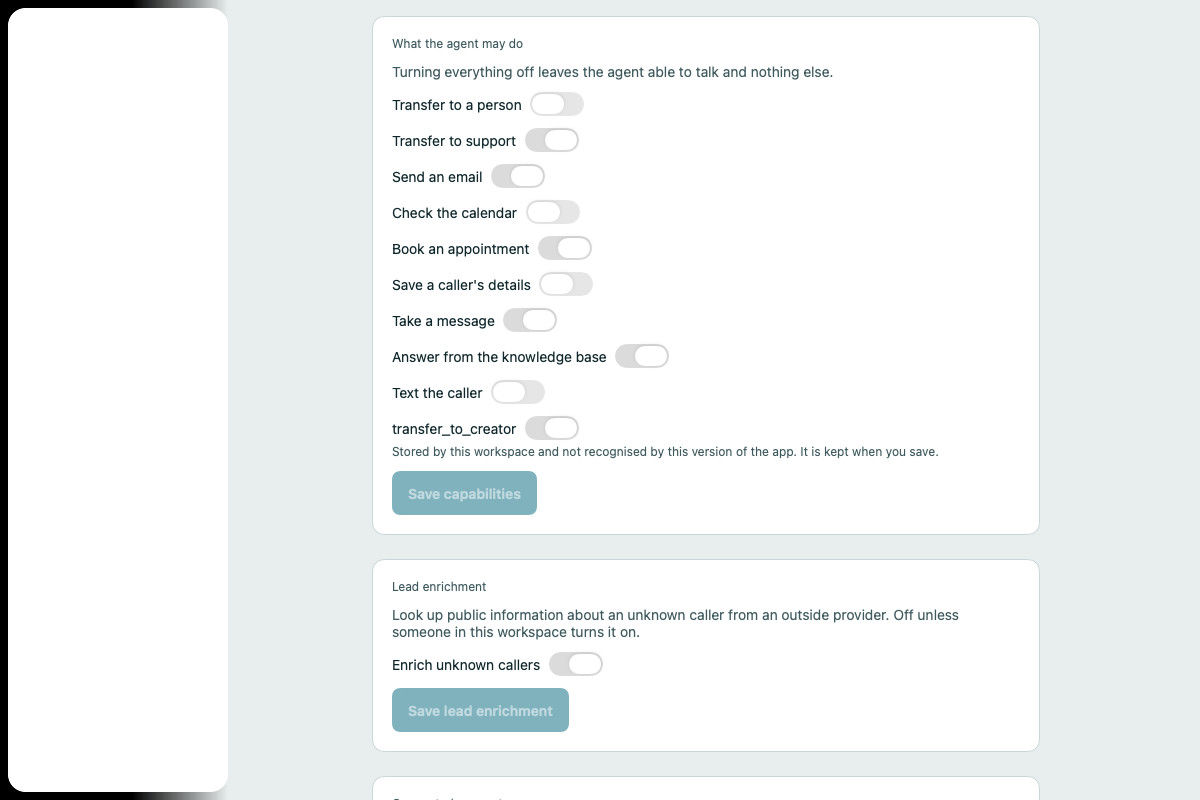 What the agent may do
Turning everything off leaves the agent able to talk and nothing else.
Transfer to a person
Transfer to support
Send an email
Check the calendar
Book an appointment
Save a caller's details
Take a message
Answer from the knowledge base
Text the caller
transfer_to_creator
Stored by this workspace and not recognised by this version of the app. It is kept when you save.
Save capabilities
Lead enrichment
Look up public information about an unknown caller from an outside provider. Off unless
someone in this workspace turns it on.
Enrich unknown callers
Save lead enrichment